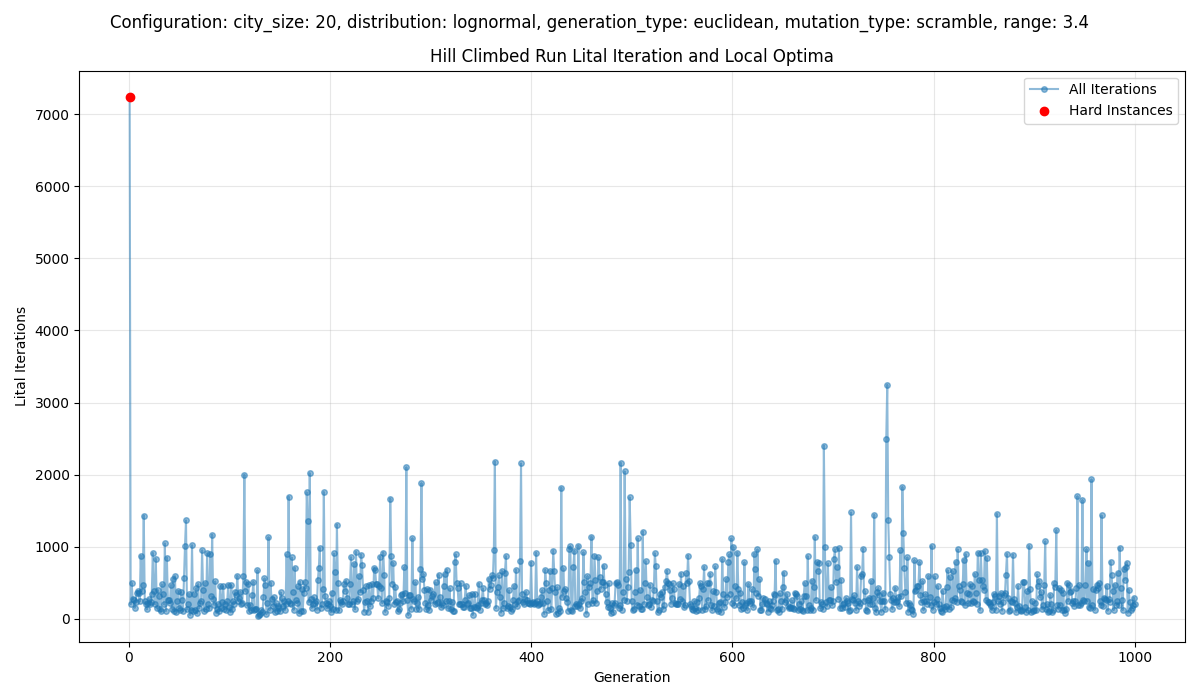 Configuration: city_size: 20, distribution: lognormal, generation_type: euclidean, mutation_type: scramble, range: 3.4
Hill Climbed Run Lital Iteration and Local Optima
All Iterations
Hard Instances
Lital Iterations
7000
6000
5000
4000
3000
2000
1000
0
0
200
400
600
800
1000
Generation